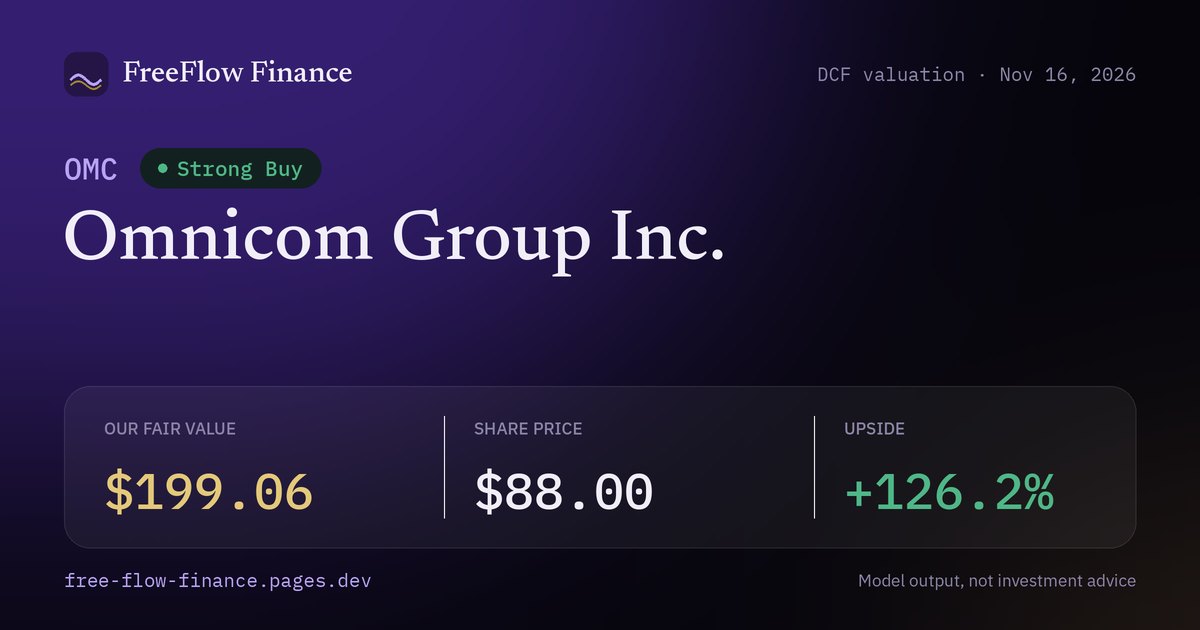 FreeFlow Finance
DCF valuation · Nov 16, 2026
OMC
Strong Buy
Omnicom Group Inc.
OUR FAIR VALUE
$199.06
SHARE PRICE
$88.00
UPSIDE
+126.2%
free-flow-finance.pages.dev
Model output, not investment advice